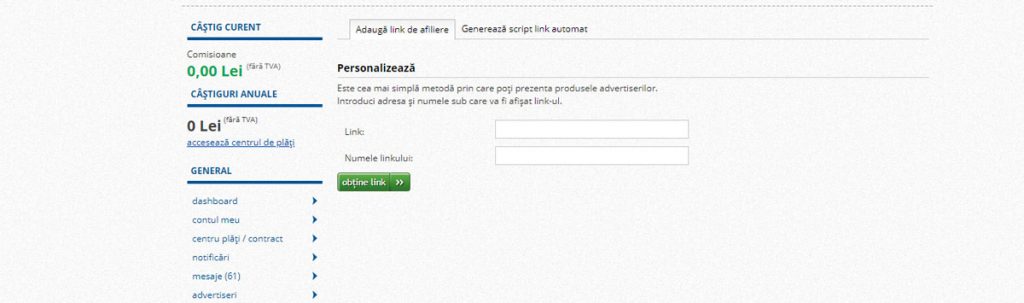 CÂȘTIG CURENT
Comisioane
0,00 Lei (fără TVA)
CÂȘTIGURI ANUALE
0 Lei (fără TVA)
accesează centrul de plăți
GENERAL
dashboard
contul meu
centru plăți / contract
notificări
mesaje (61)
advertiseri
Adaugă link de afiliere
Generează script link automat
Personalizează
Este cea mai simplă metodă prin care poți prezenta produsele advertiserilor.
Introduci adresa și numele sub care va fi afișat link-ul.
Link:
Numele linkului:
obține link »